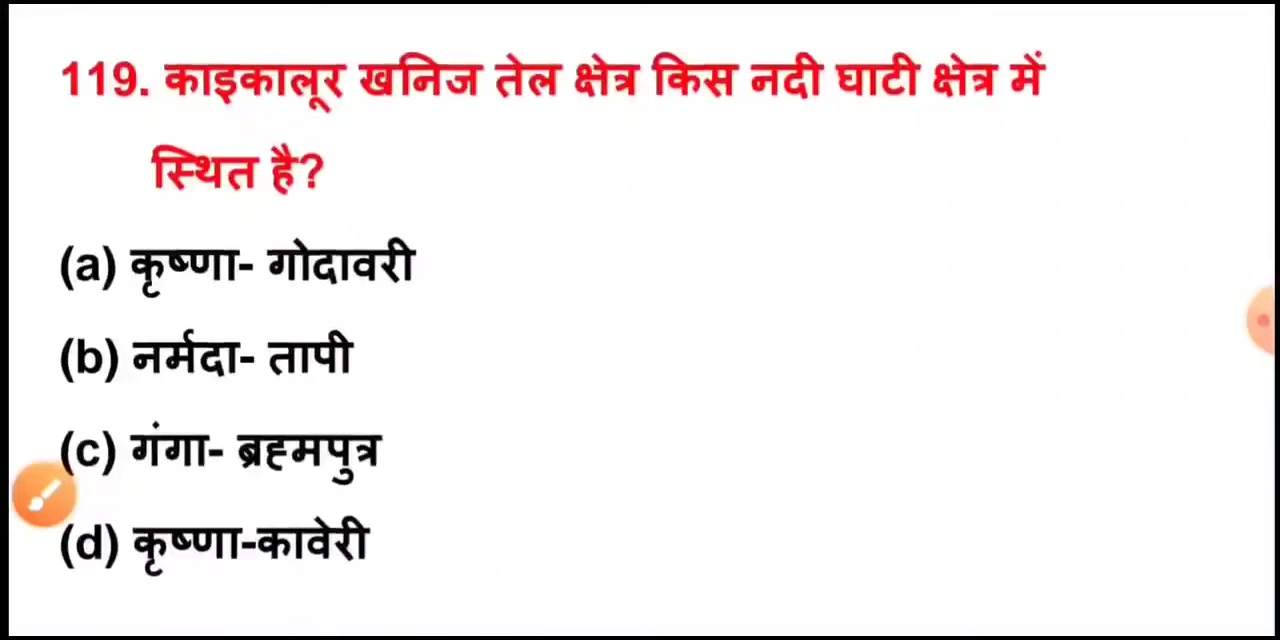 119. काइकालूर खनिज तेल क्षेत्र किस नदी घाटी क्षेत्र में
स्थित है?
(a) कृष्णा- गोदावरी
(b) नर्मदा- तापी
(c) गंगा- ब्रह्मपुत्र
(d) कृष्णा-कावेरी